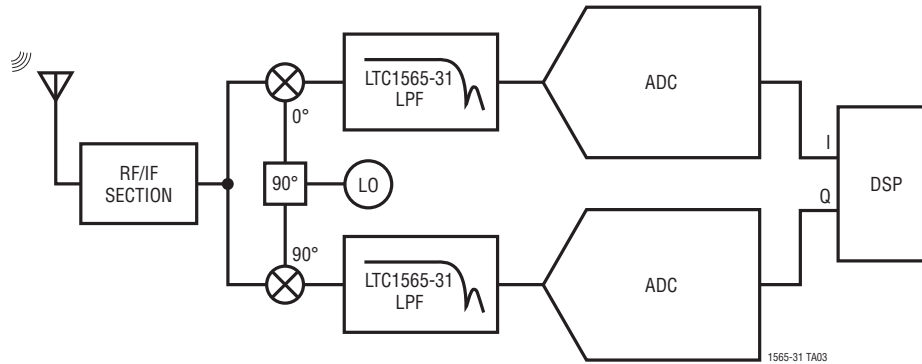 LTC1565-31
LPF
ADC
0°
RF/IF
SECTION
90°
LO
I
Q
DSP
90°
LTC1565-31
LPF
ADC
1565-31 TA03